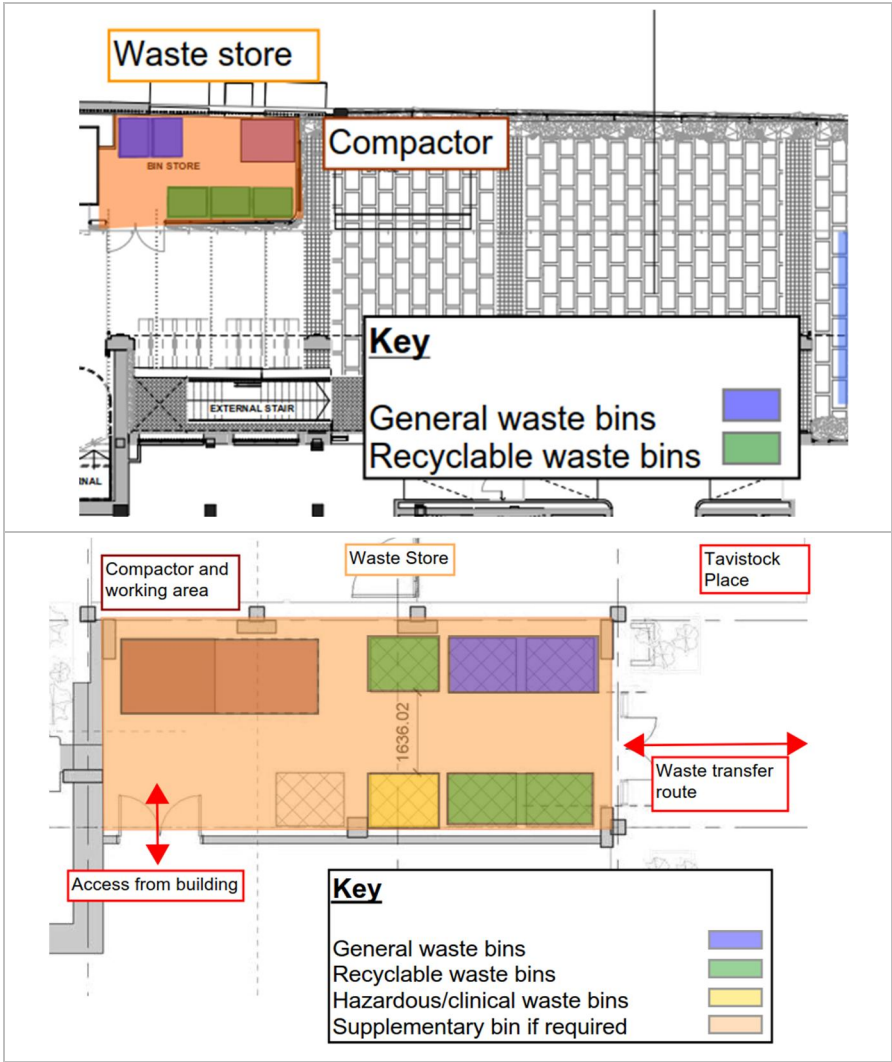 Waste store
Compactor
BIN STORE
Key
General waste bins
Recyclable waste bins
EXTERNAL STAIR
NAL
Compactor and
working area
Waste Store
Tavistock
Place
1636.02
Waste transfer
route
Access from building
Key
General waste bins
Recyclable waste bins
Hazardous/clinical waste bins
Supplementary bin if required